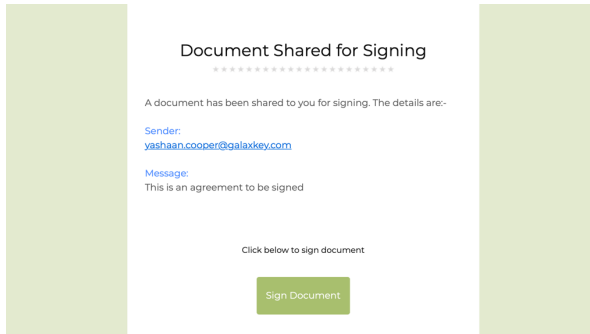 Document Shared for Signing
A document has been shared to you for signing. The details are:-
Sender:
yashaan.cooper@galaxkey.com
Message:
This is an agreement to be signed
Click below to sign document
Sign Document